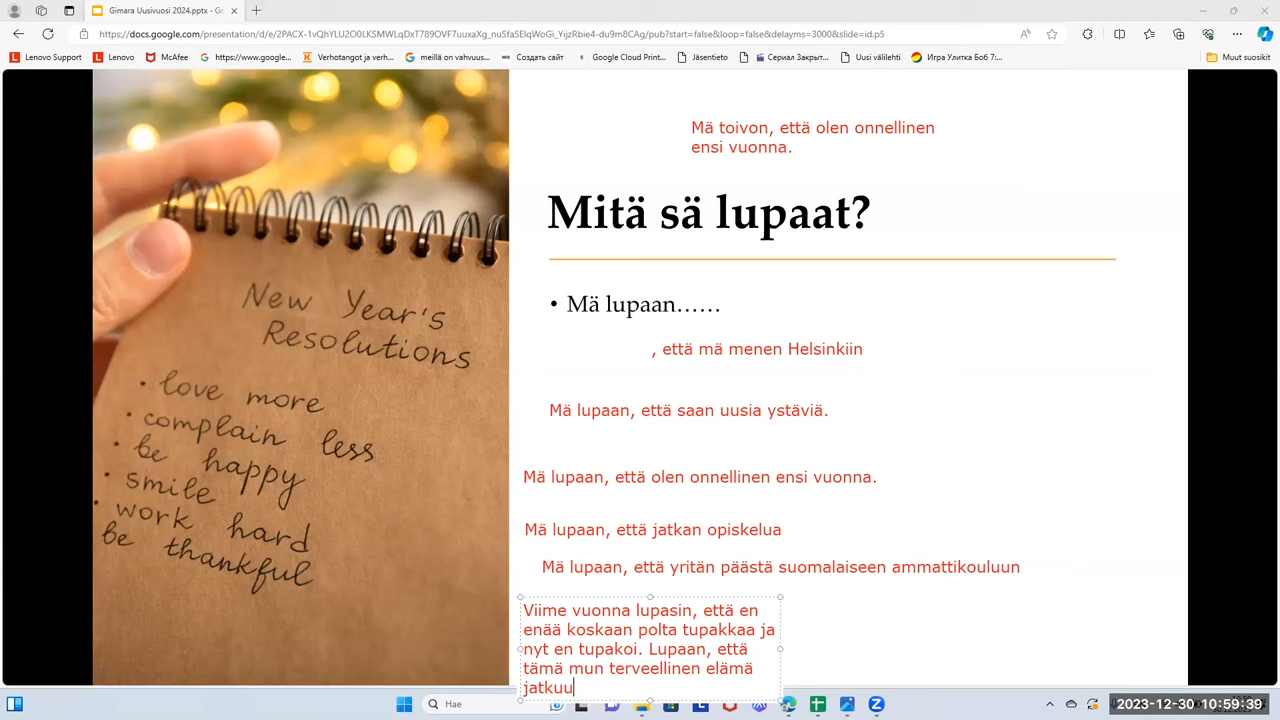 Gimara Uusivuosi 2024.pptx - G
https://docs.google.com/presentation/d/e/2PACX-1vQhYLU2O0LKSMWLqDxT789OVF7uuxaXg_nuSfaSElqWoGi_YijzRbie4-du9m8CAg/pub?start=false&loop=false&delayms=3000&slide=id.p5
Lenovo Support Lenovo McAfee https://www.google... Verhotangot ja verh... meillä on vahvuus... Создать сайт Google Cloud Print... Jäsentieto Сериал Закрыт... Uusi välilehti Игра Улитка Боб 7:... Muut suosikit
Mä toivon, että olen onnellinen
ensi vuonna.
Mitä sä lupaat?
• Mä lupaan……
, että mä menen Helsinkiin
Mä lupaan, että saan uusia ystäviä.
Mä lupaan, että olen onnellinen ensi vuonna.
Mä lupaan, että jatkan opiskelua
Mä lupaan, että yritän päästä suomalaiseen ammattikouluun
Viime vuonna lupasin, että en
enää koskaan polta tupakkaa ja
nyt en tupakoi. Lupaan, että
tämä mun terveellinen elämä
jatkuu
New Year's
Resolutions
• love more
• complain less
• be happy
• smile
• work hard
be thankful
Hae
2023-12-30 10:59:39